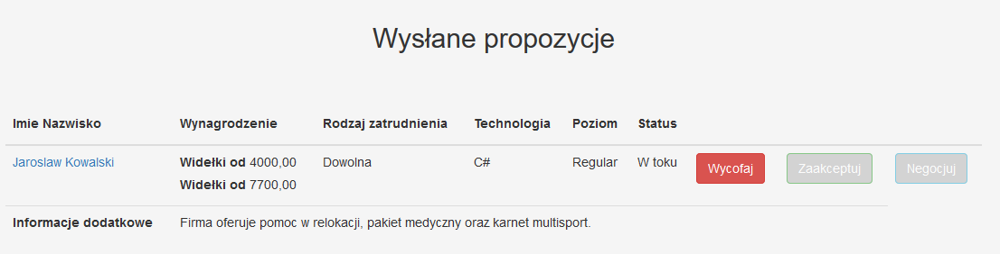 Wysłane propozycje
Imie Nazwisko Wynagrodzenie Rodzaj zatrudnienia Technologia Poziom Status
Jaroslaw Kowalski Widełki od 4000,00 Dowolna C# Regular W toku Wycofaj Zaakceptuj Negocjuj
Widełki od 7700,00
Informacje dodatkowe Firma oferuje pomoc w relokacji, pakiet medyczny oraz karnet multisport.